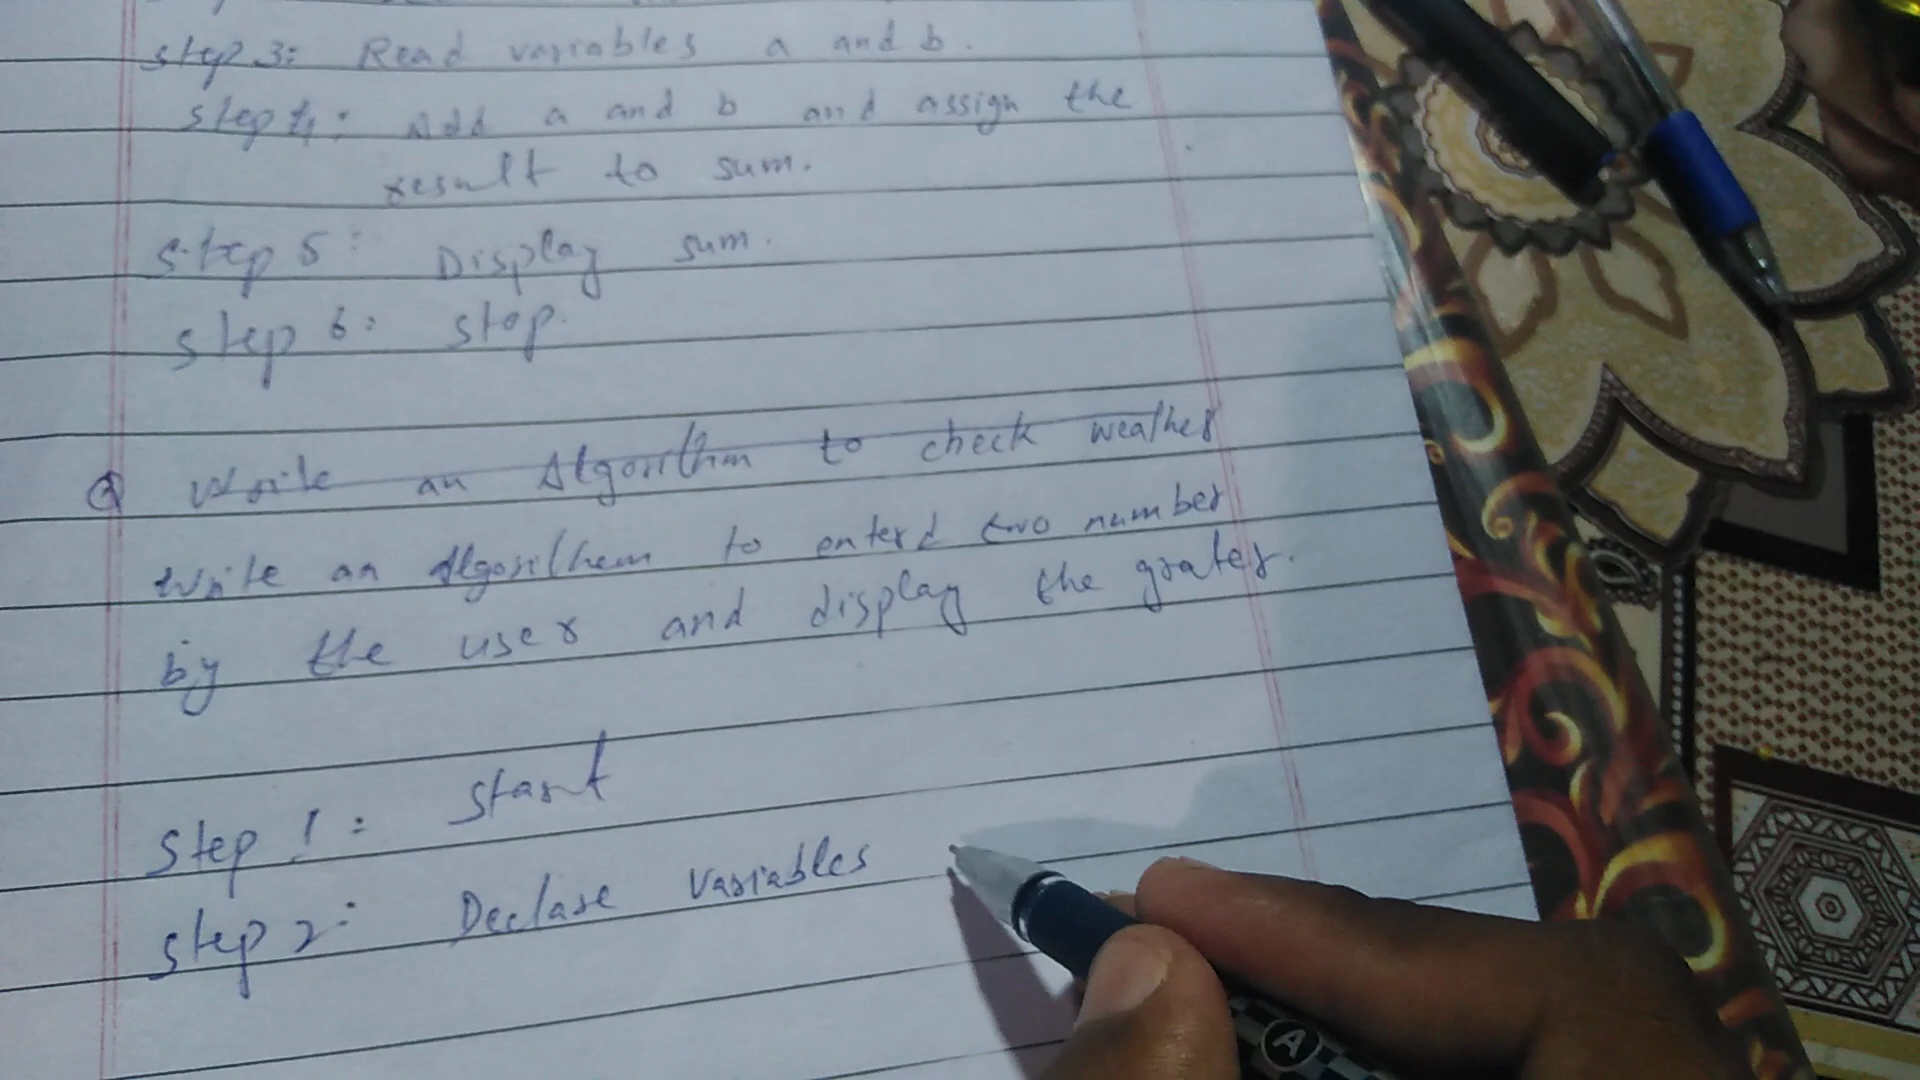 step 3: Read variables a and b.
step 4: Add a and b and assign the
result to sum.
step 5: Display sum.
step 6: stop.
Q Write an Algorithm to check weather
Write an Algorithem to enterd two number
by the user and display the grater.
Step 1: Start
Step 2: Declare variables
A